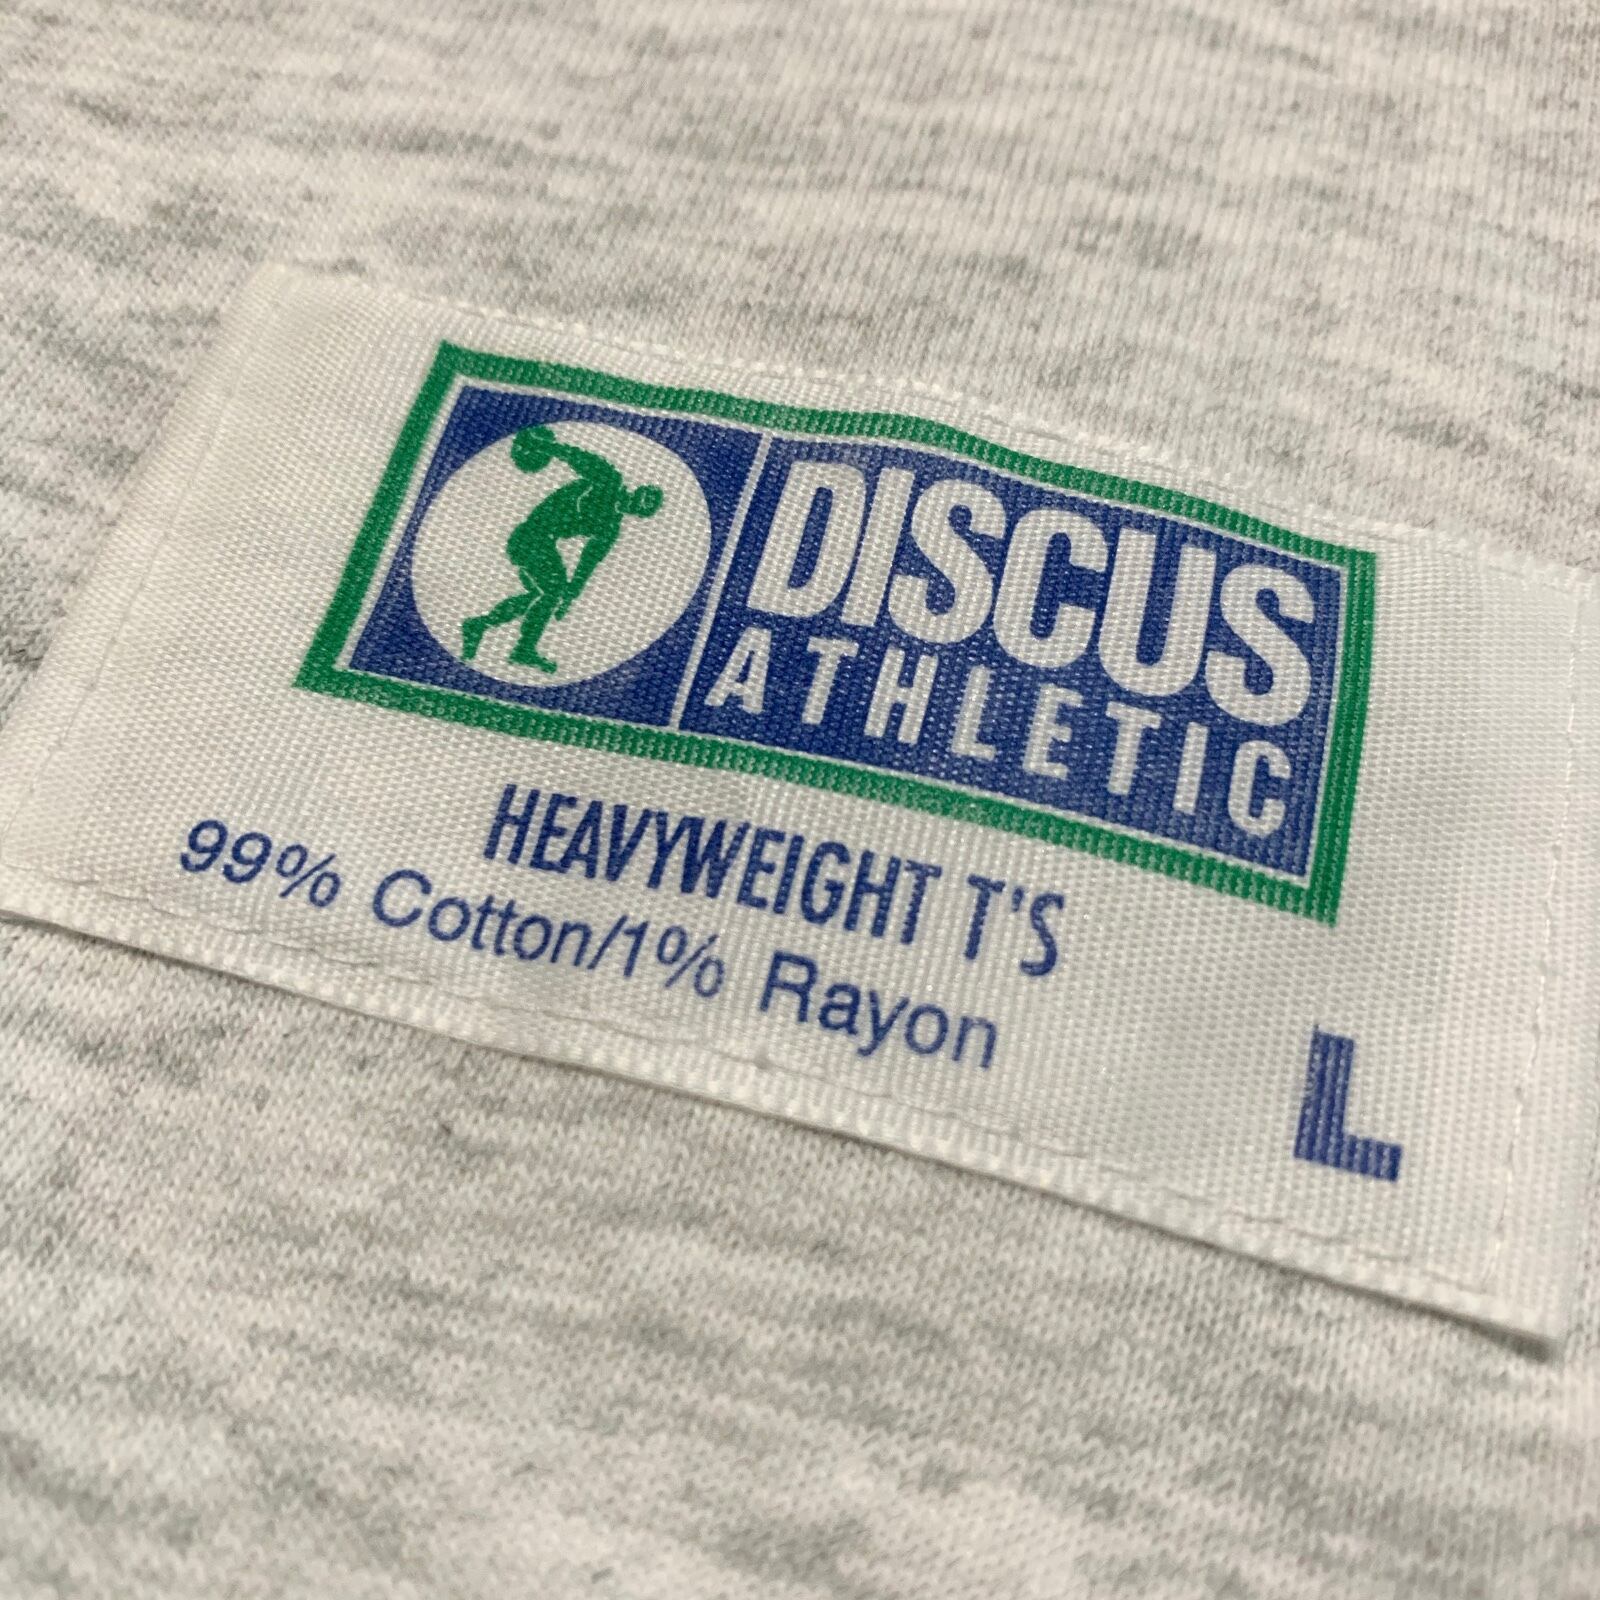 DISCUS
ATHLETIC
HEAVYWEIGHT T'S
99% Cotton/1% Rayon
L